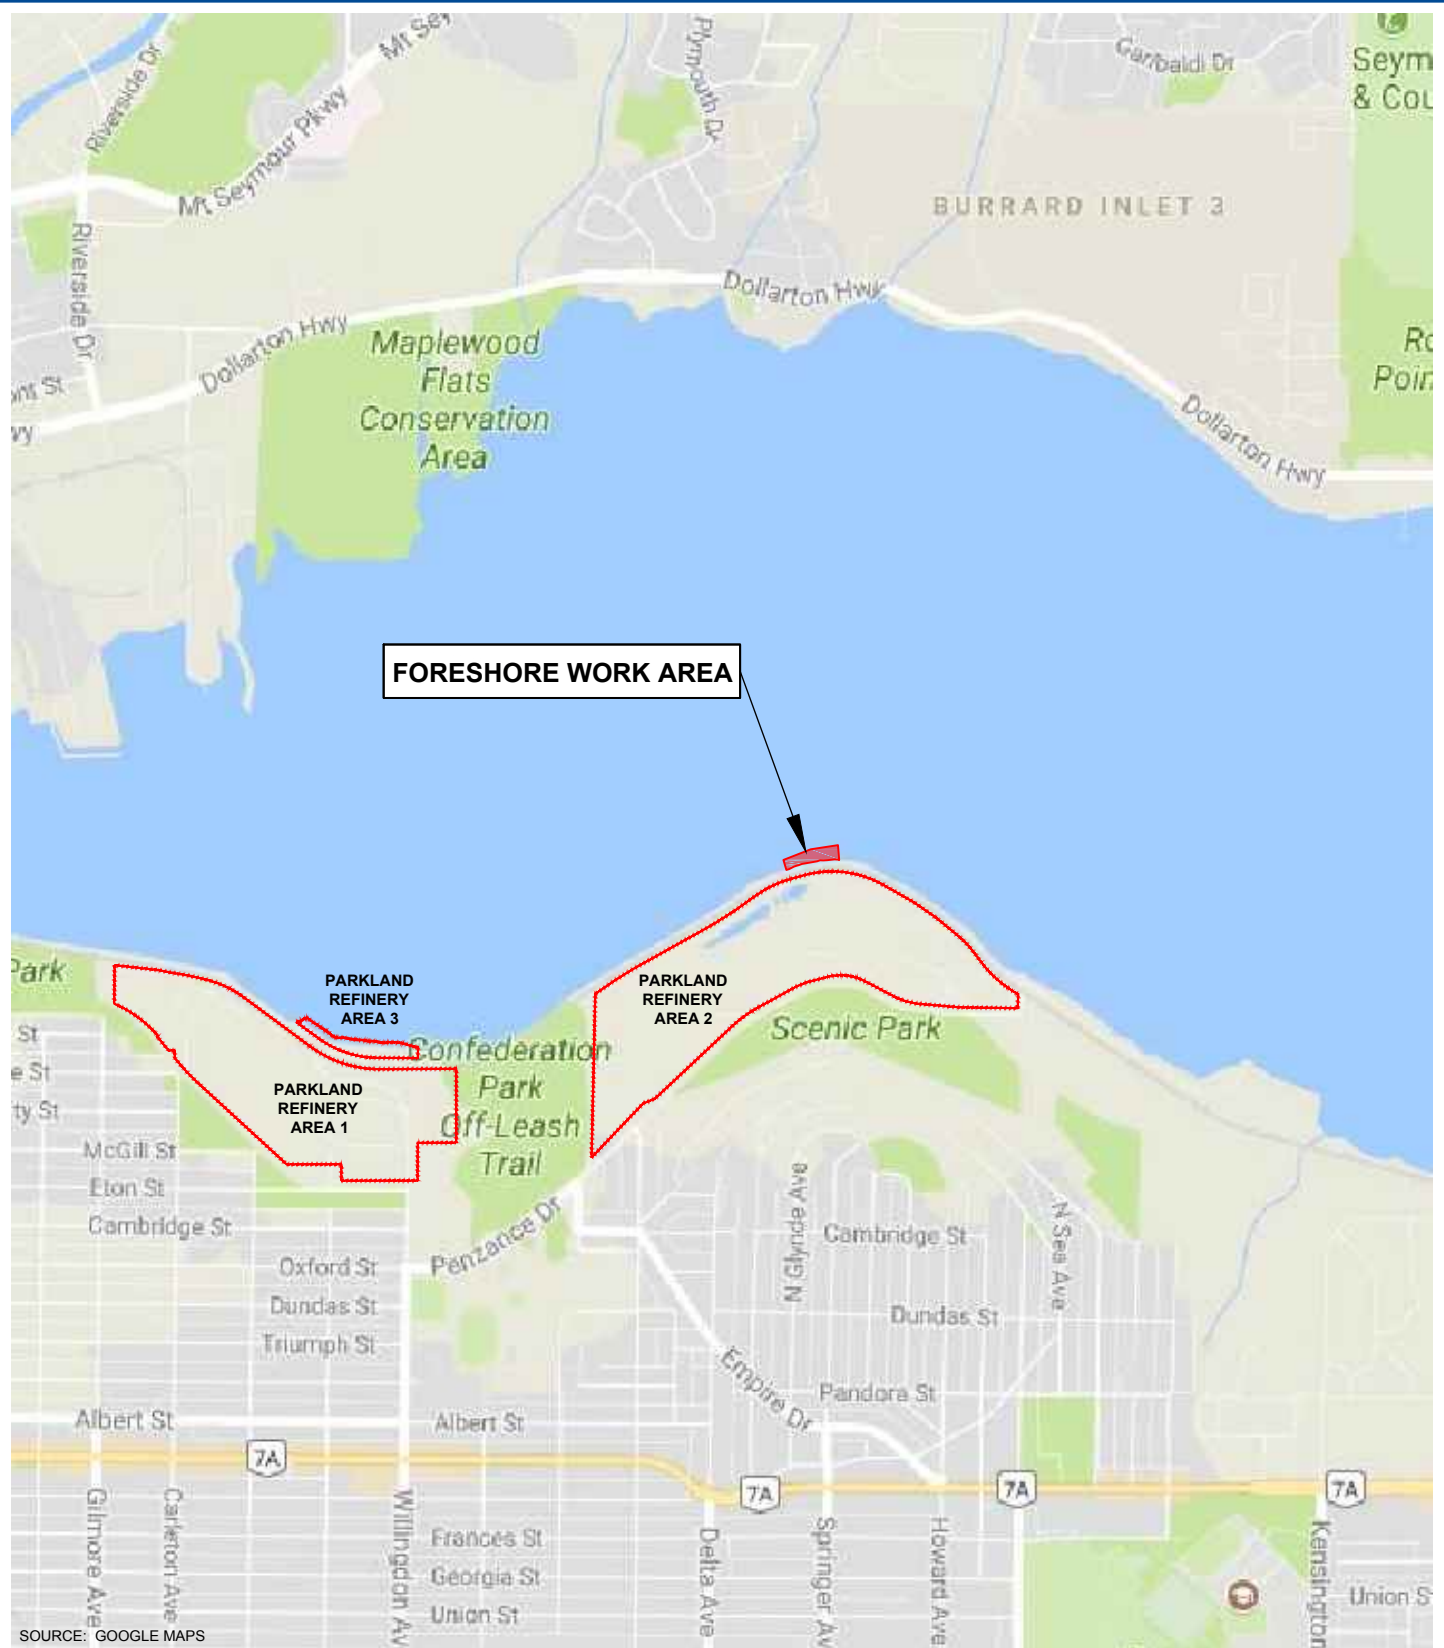 Riverside Dr
Mt Seymour Pkwy
Mt Sey
Plymouth Dr
Garibaldi Dr
Seym
& Cou
BURRARD INLET 3
Riverside Dr
Dollarton Hwy
Dollarton Hwy
Maplewood
Flats
Conservation
Area
Ro
Poin
ont St
wy
Dollarton Hwy
FORESHORE WORK AREA
Park
PARKLAND
REFINERY
AREA 3
PARKLAND
REFINERY
AREA 2
Scenic Park
St
e St
ty St
Confederation
Park
Off-Leash
Trail
PARKLAND
REFINERY
AREA 1
McGill St
Eton St
Cambridge St
Penzance Dr
N Glynde Ave
Cambridge St
N Sea Ave
Oxford St
Dundas St
Triumph St
Dundas St
Empire Dr
Pandora St
Albert St
Albert St
7A
7A
7A
7A
Gilmore Ave
Carleton Ave
Willingdon Av
Frances St
Georgia St
Union St
Delta Ave
Springer Av
Howard Ave
Kensington
Union S
SOURCE: GOOGLE MAPS